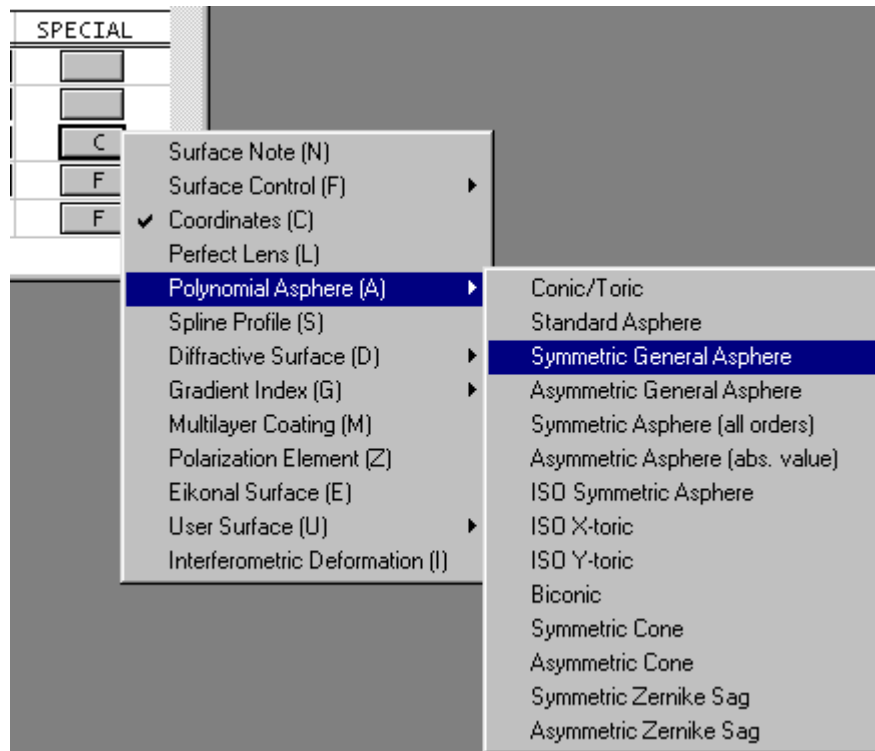 SPECIAL
C
F
F
Surface Note (N)
Surface Control (F)
Coordinates (C)
Perfect Lens (L)
Polynomial Asphere (A)
Spline Profile (S)
Diffractive Surface (D)
Gradient Index (G)
Multilayer Coating (M)
Polarization Element (Z)
Eikonal Surface (E)
User Surface (U)
Interferometric Deformation (I)
Conic/Toric
Standard Asphere
Symmetric General Asphere
Asymmetric General Asphere
Symmetric Asphere (all orders)
Asymmetric Asphere (abs. value)
ISO Symmetric Asphere
ISO X-toric
ISO Y-toric
Biconic
Symmetric Cone
Asymmetric Cone
Symmetric Zernike Sag
Asymmetric Zernike Sag